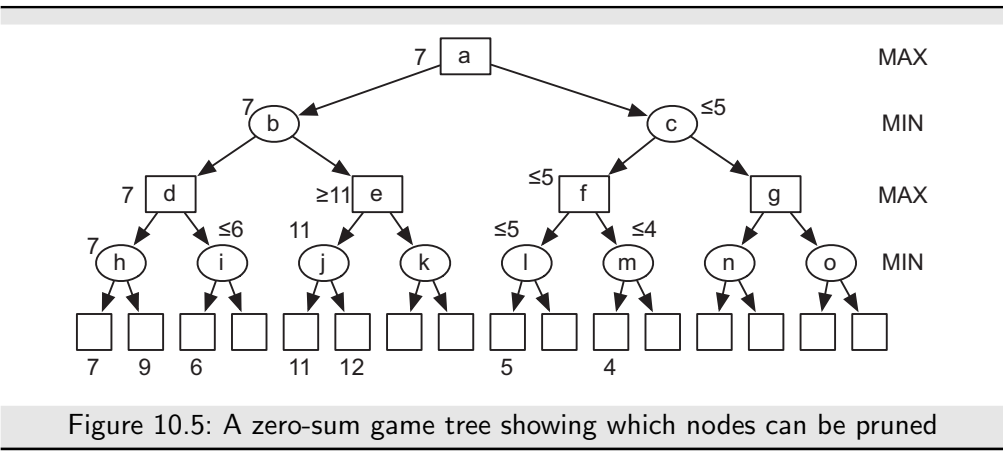 7 a MAX
7 b c ≤5 MIN
7 d ≥11 e ≤5 f g MAX
≤6 11 ≤5 ≤4
7 h i j k l m n o MIN
7 9 6 11 12 5 4
Figure 10.5: A zero-sum game tree showing which nodes can be pruned